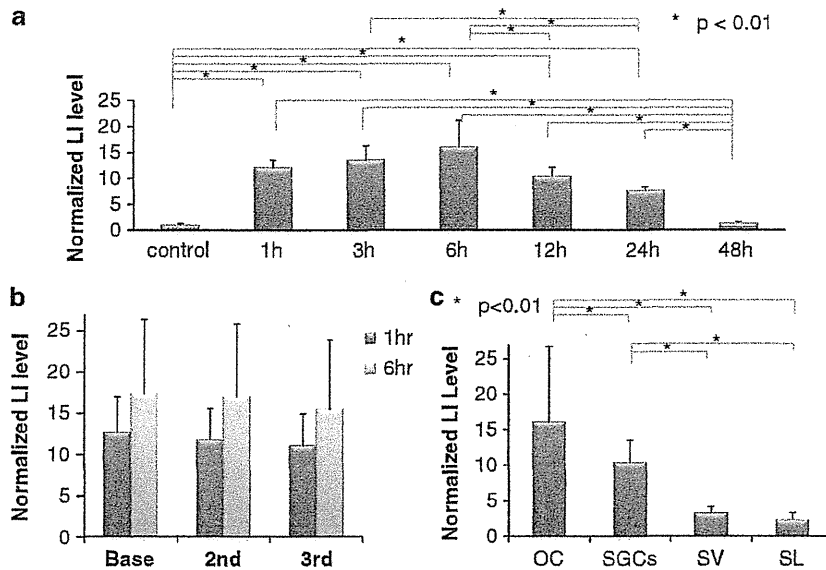 a
* p < 0.01
*
*
*
*
*
*
*
*
*
*
*
*
*
Normalized LI level
25
20
15
10
5
0
control 1h 3h 6h 12h 24h 48h
b
Normalized LI level
25
20
15
10
5
0
Base 2nd 3rd
1hr
6hr
c
* p<0.01
*
*
*
*
*
Normalized LI Level
25
20
15
10
5
0
OC SGCs SV SL